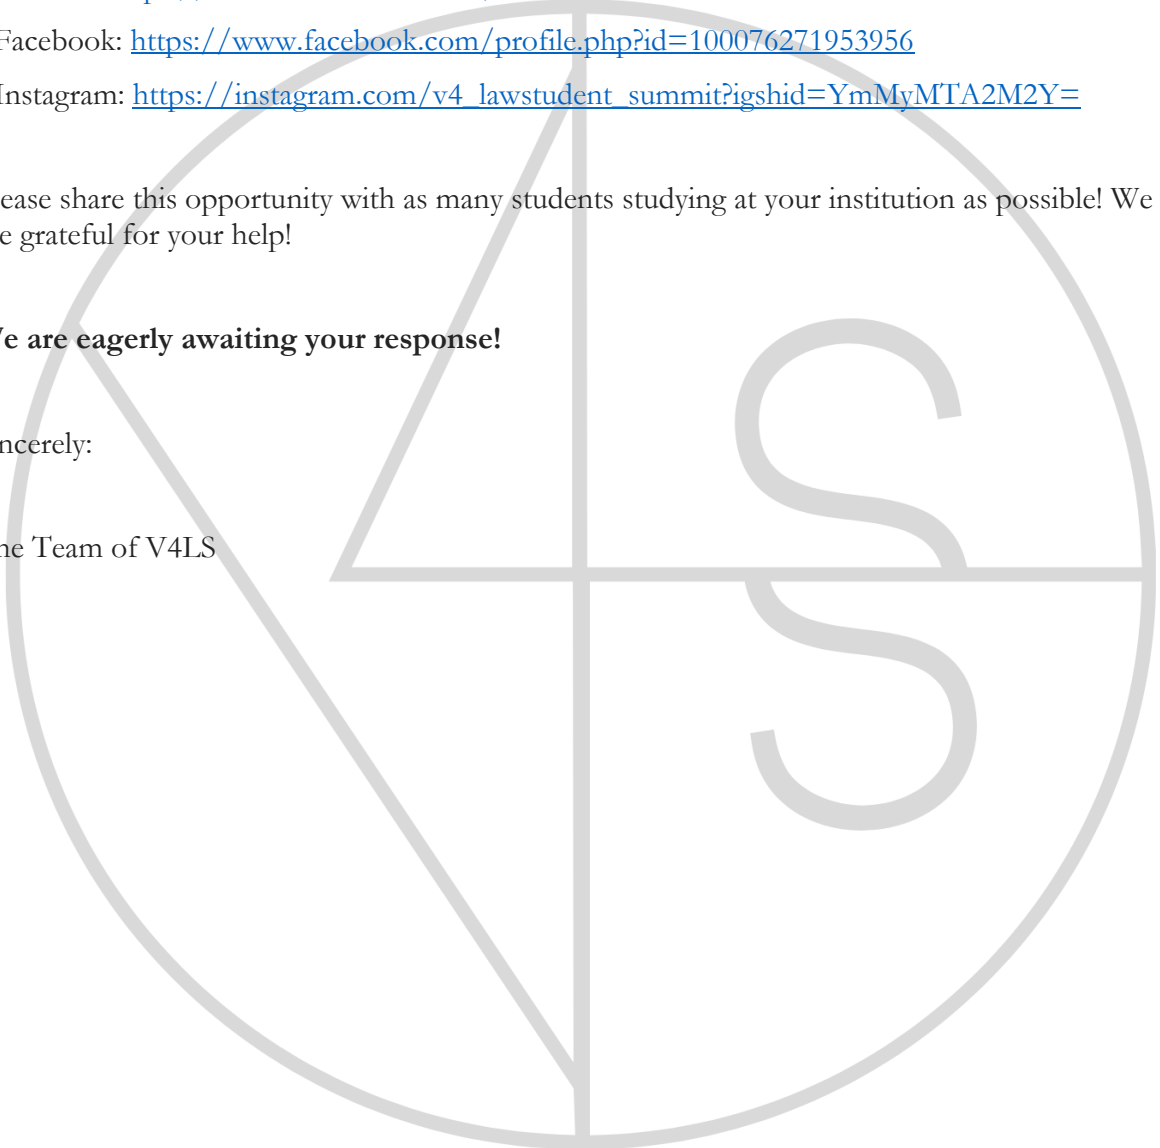 Facebook: https://www.facebook.com/profile.php?id=100076271953956
Instagram: https://instagram.com/v4_lawstudent_summit?igshid=YmMyMTA2M2Y=
ease share this opportunity with as many students studying at your institution as possible! We
e grateful for your help!
e are eagerly awaiting your response!
ncerely:
ne Team of V4LS